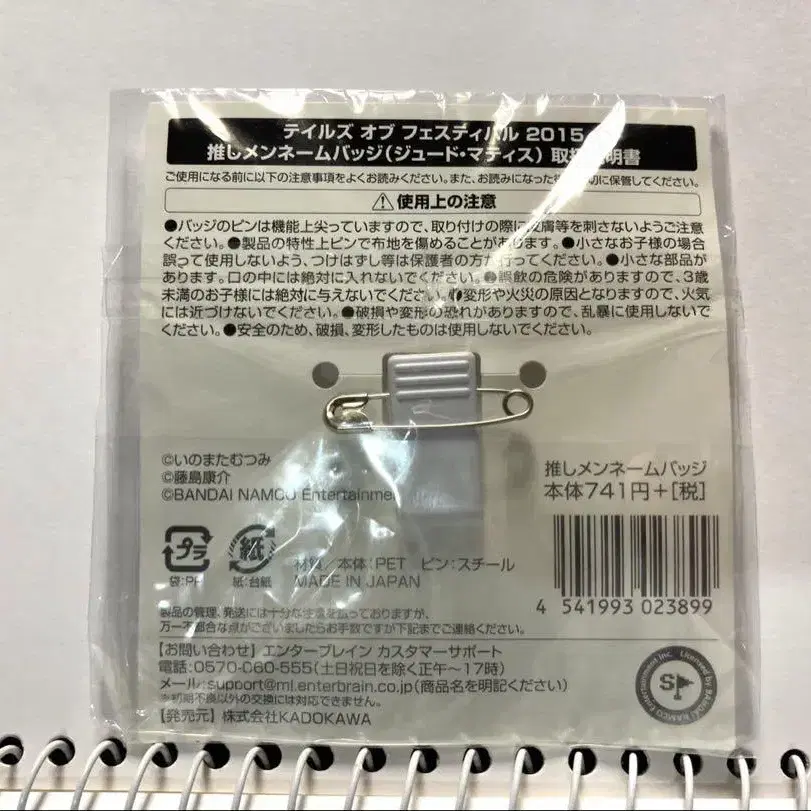 テイルズ オブ フェスティバル 2015
推しメンネームバッジ(ジュード・マティス) 取扱説明書
ご使用になる前に以下の注意事項をよくお読みください。また、お読みになった後は大切に保管してください。
⚠使用上の注意
●バッジのピンは機能上尖っていますので、取り付けの際に皮膚等を刺さないようご注意
ください。●製品の特性上ピンで布地を傷めることがあります。●小さなお子様の場合
誤って使用しないよう、つけはずし等は保護者の方が行ってください。●小さな部品が
あります。口の中には絶対に入れないでください。●誤飲の危険がありますので、3歳
未満のお子様には絶対に与えないでください。●変形や火災の原因となりますので、火気
には近づけないでください。●破損や変形の恐れがありますので、乱暴に使用しないで
ください。●安全のため、破損、変形したものは使用しないでください。
©いのまたむつみ
©藤島康介
©BANDAI NAMCO Entertainment
推しメンネームバッジ
本体741円+[税]
プラ
袋:PP
紙
紙:台紙
材質/本体:PET ピン:スチール
MADE IN JAPAN
4 541993 023899
製品の管理、発送には十分な注意を払っておりますが、
万一不都合な点がございましたらお手数ですが下記までご連絡ください。
【お問い合わせ】エンターブレイン カスタマーサポート
電話:0570-060-555(土日祝日を除く正午~17時)
メール:support@ml.enterbrain.co.jp(商品名を明記ください)
※初期不良以外の交換には対応できません。
【発売元】株式会社KADOKAWA
Licensed by BANDAI NAMCO Entertainment Inc.
S